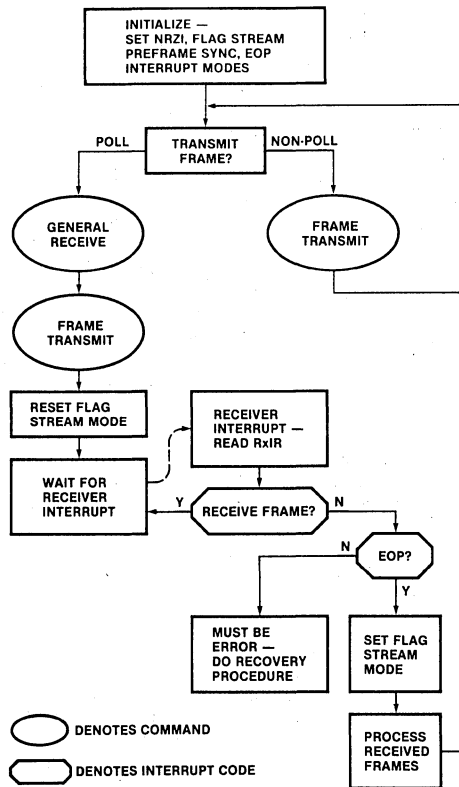 INITIALIZE —
SET NRZI, FLAG STREAM
PREFRAME SYNC, EOP
INTERRUPT MODES
POLL
TRANSMIT
FRAME?
NON-POLL
GENERAL
RECEIVE
FRAME
TRANSMIT
FRAME
TRANSMIT
RESET FLAG
STREAM MODE
RECEIVER
INTERRUPT —
READ RxIR
WAIT FOR
RECEIVER
INTERRUPT
Y
RECEIVE FRAME?
N
N
EOP?
Y
MUST BE
ERROR —
DO RECOVERY
PROCEDURE
SET FLAG
STREAM
MODE
DENOTES COMMAND
DENOTES INTERRUPT CODE
PROCESS
RECEIVED
FRAMES